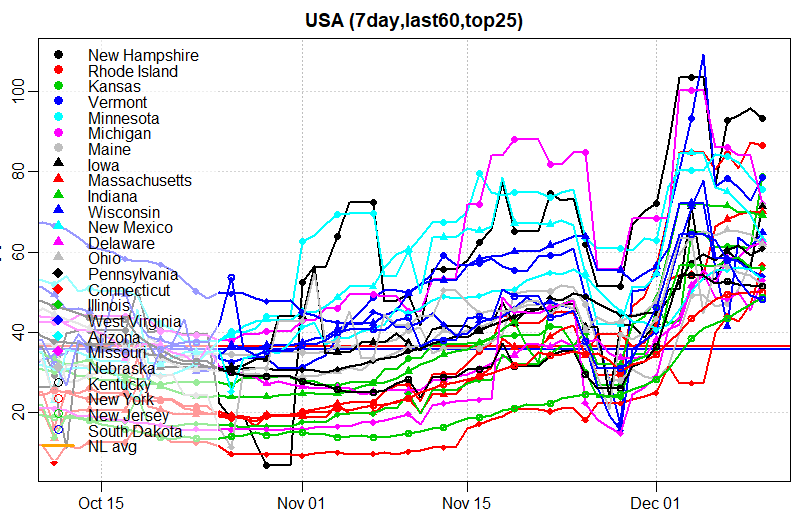 USA (7day,last60,top25)
New Hampshire
Rhode Island
Kansas
Vermont
Minnesota
Michigan
Maine
Iowa
Massachusetts
Indiana
Wisconsin
New Mexico
Delaware
Ohio
Pennsylvania
Connecticut
Illinois
West Virginia
Arizona
Missouri
Nebraska
Kentucky
New York
New Jersey
South Dakota
NL avg
100
80
60
40
20
Oct 15
Nov 01
Nov 15
Dec 01